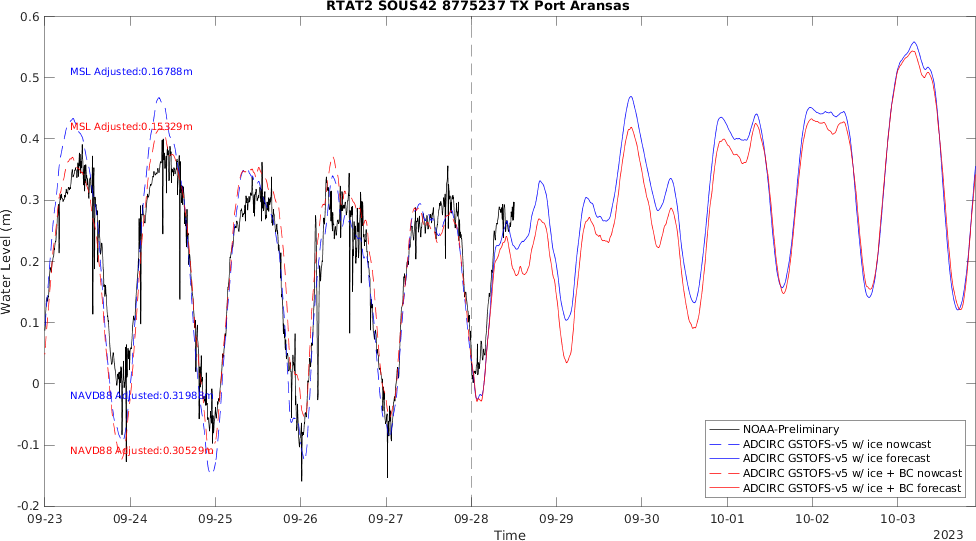 RTAT2 SOUS42 8775237 TX Port Aransas
0.6
0.5
0.4
0.3
0.2
0.1
0
-0.1
-0.2
Water Level (m)
MSL Adjusted:0.16788m
MSL Adjusted:0.15329m
NAVD88 Adjusted:0.31988m
NAVD88 Adjusted:0.30529m
NOAA-Preliminary
ADCIRC GSTOFS-v5 w/ ice nowcast
ADCIRC GSTOFS-v5 w/ ice forecast
ADCIRC GSTOFS-v5 w/ ice + BC nowcast
ADCIRC GSTOFS-v5 w/ ice + BC forecast
09-23 09-24 09-25 09-26 09-27 09-28 09-29 09-30 10-01 10-02 10-03
Time
2023